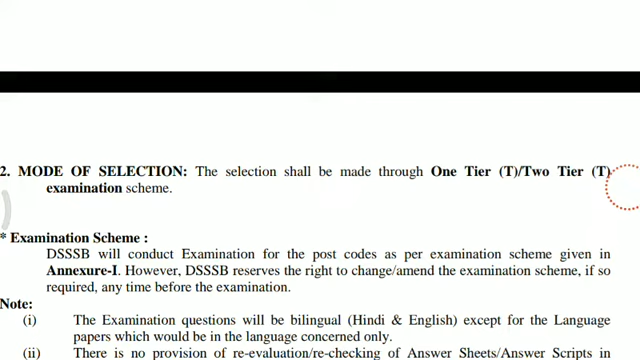 2. MODE OF SELECTION: The selection shall be made through One Tier (T)/Two Tier (T)
examination scheme.
* Examination Scheme :
DSSSB will conduct Examination for the post codes as per examination scheme given in
Annexure-I. However, DSSSB reserves the right to change/amend the examination scheme, if so
required, any time before the examination.
Note:
(i) The Examination questions will be bilingual (Hindi & English) except for the Language
papers which would be in the language concerned only.
(ii) There is no provision of re-evaluation/re-checking of Answer Sheets/Answer Scripts in